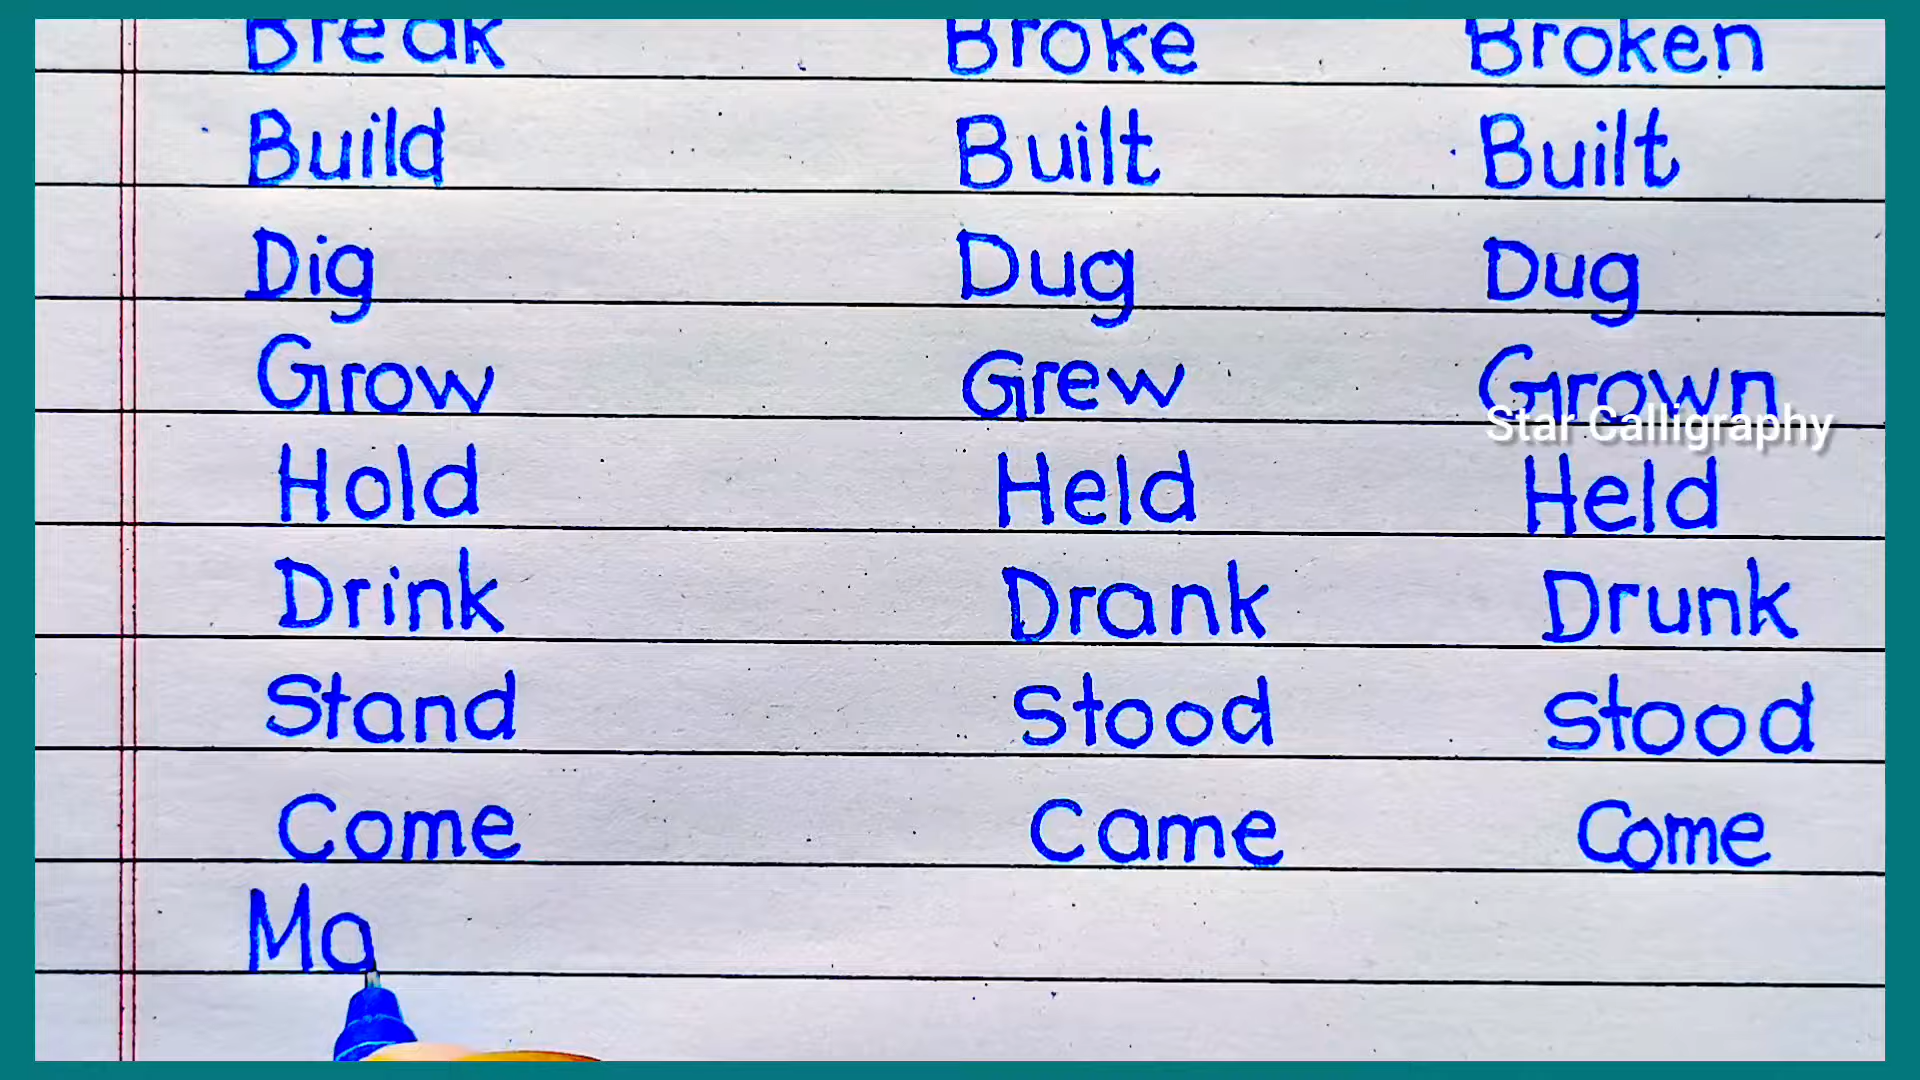 Break Broke Broken
Build Built Built
Dig Dug Dug
Grow Grew Grown
Star Calligraphy
Hold Held Held
Drink Drank Drunk
Stand Stood Stood
Come Came Come
Ma